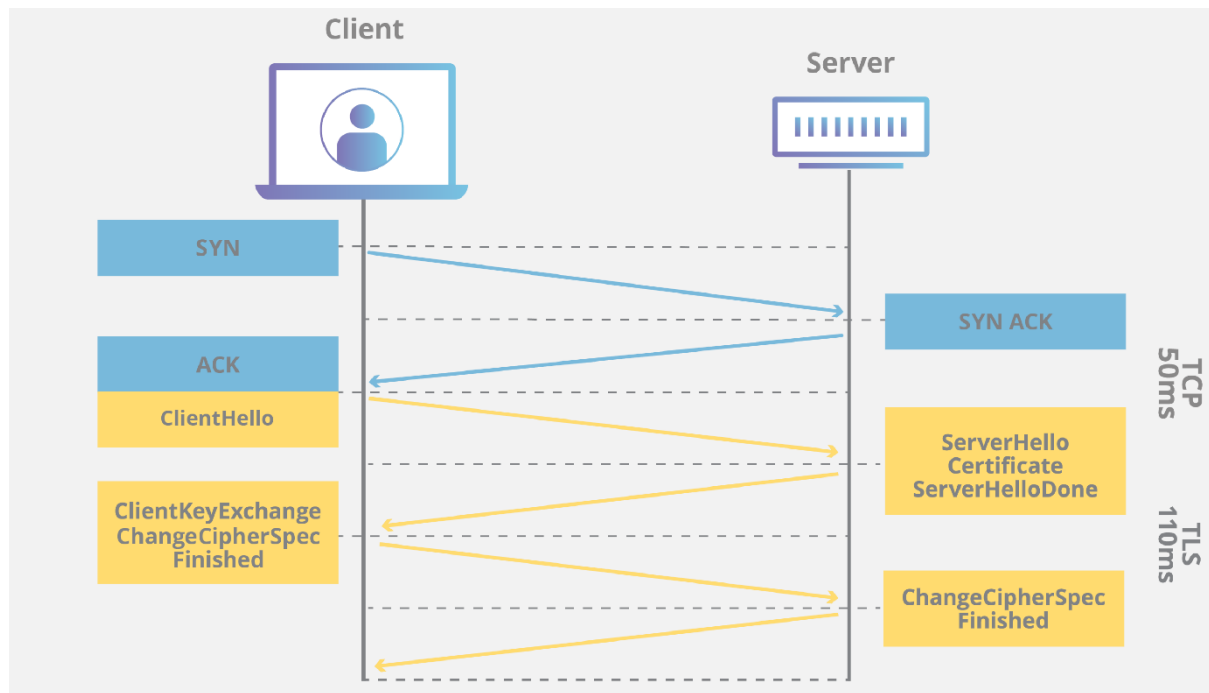 Client
Server
SYN
SYN ACK
ACK
ClientHello
TCP
50ms
ServerHello
Certificate
ServerHelloDone
ClientKeyExchange
ChangeCipherSpec
Finished
TLS
110ms
ChangeCipherSpec
Finished